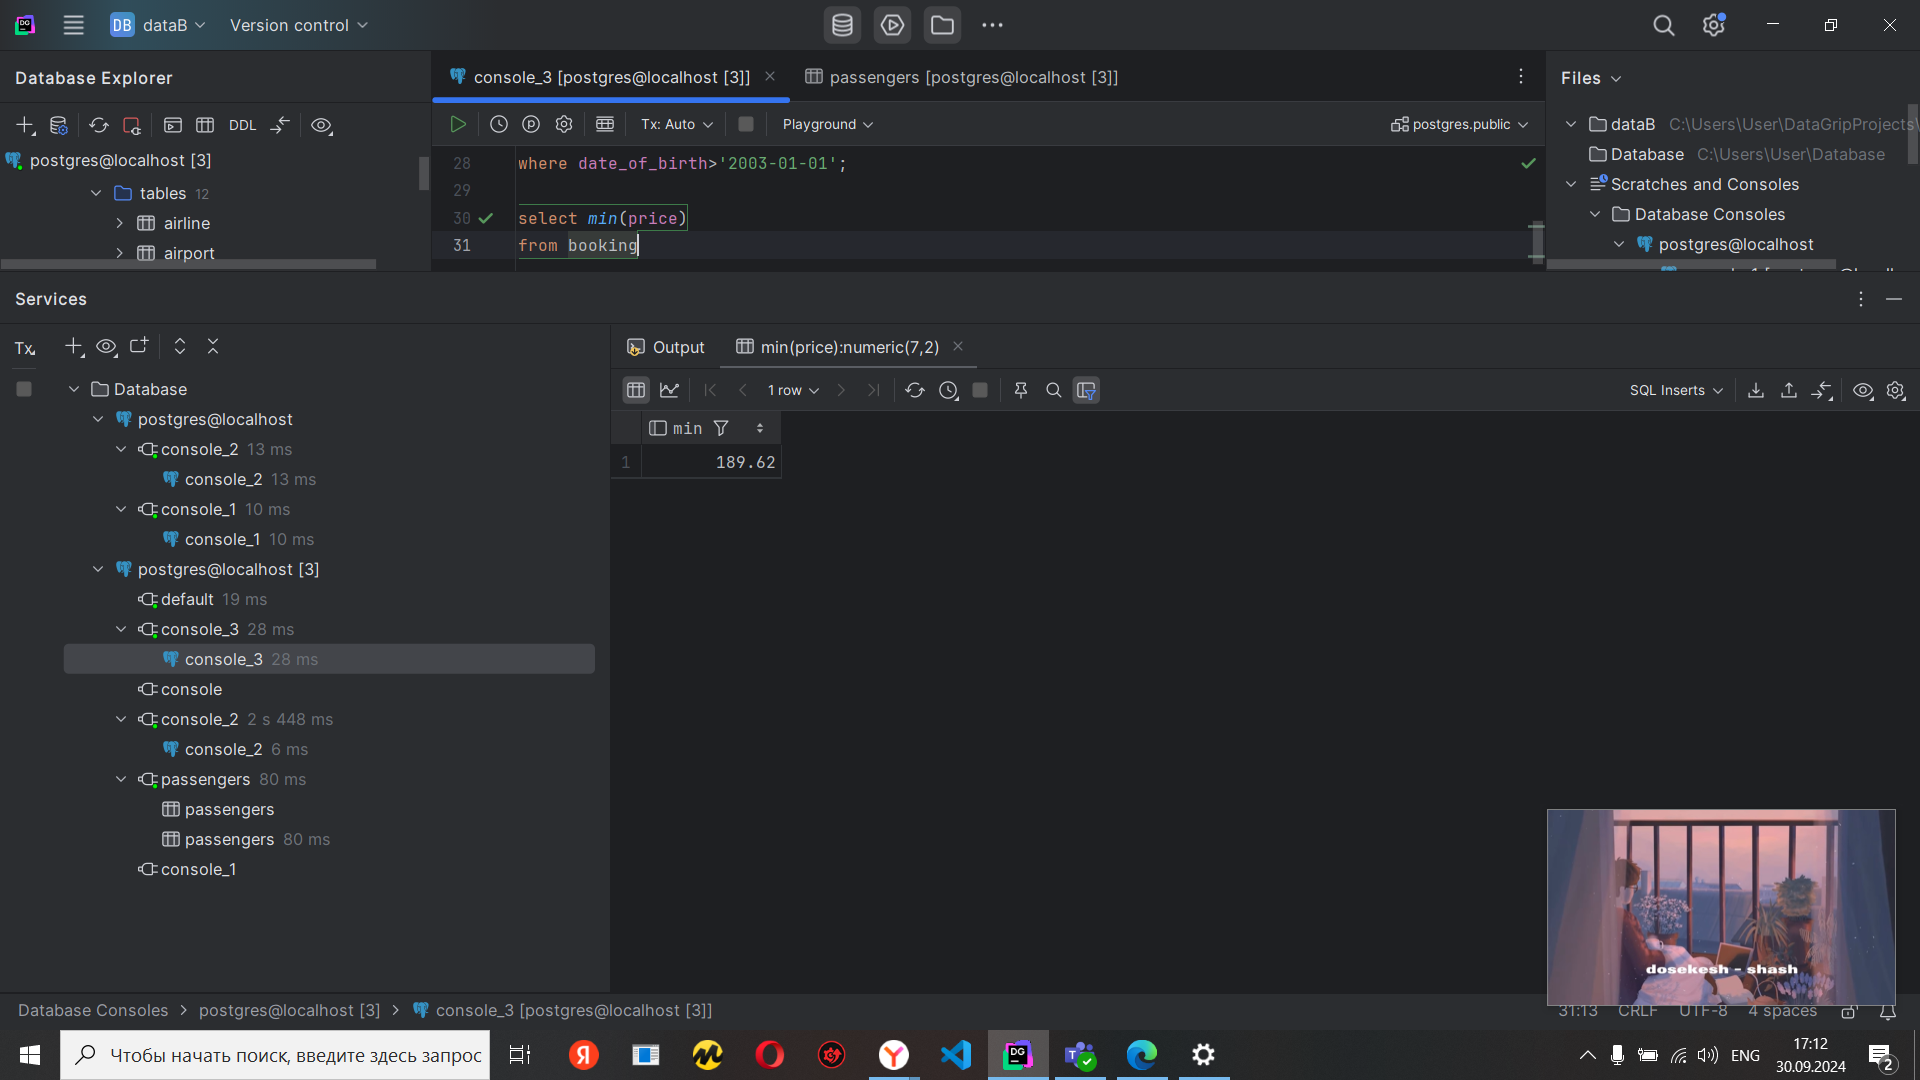 DB dataB Version control
Database Explorer
console_3 [postgres@localhost [3]] passengers [postgres@localhost [3]]
Files
DDL
Tx: Auto Playground postgres.public
postgres@localhost [3]
tables 12
airline
airport
28 where date_of_birth>'2003-01-01';
29
30 select min(price)
31 from booking
dataB C:\Users\User\DataGripProjects\
Database C:\Users\User\Database
Scratches and Consoles
Database Consoles
postgres@localhost
Services
Tx
Output min(price):numeric(7,2)
1 row SQL Inserts
min
1 189.62
Database
postgres@localhost
console_2 13 ms
console_2 13 ms
console_1 10 ms
console_1 10 ms
postgres@localhost [3]
default 19 ms
console_3 28 ms
console_3 28 ms
console
console_2 2 s 448 ms
console_2 6 ms
passengers 80 ms
passengers
passengers 80 ms
console_1
dosekesh - shash
Database Consoles postgres@localhost [3] console_3 [postgres@localhost [3]]
31:13 CRLF UTF-8 4 spaces
Чтобы начать поиск, введите здесь запрос
ENG
17:12
30.09.2024
2